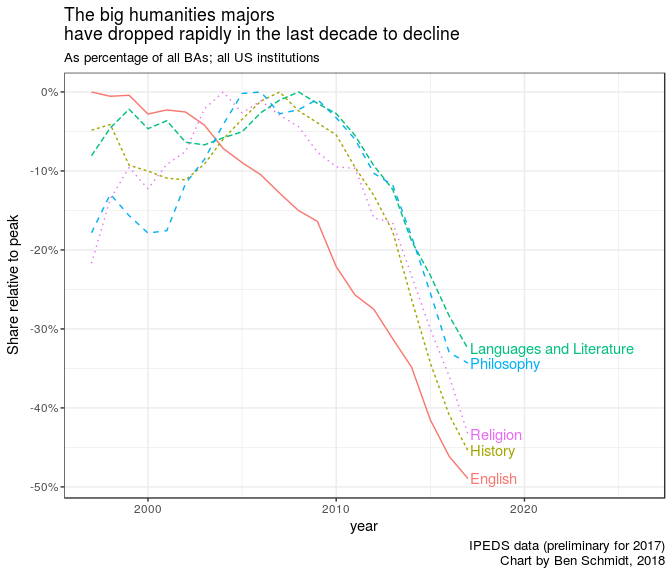 The big humanities majors
have dropped rapidly in the last decade to decline
As percentage of all BAs; all US institutions
0%
-10%
-20%
-30%
-40%
-50%
Share relative to peak
Languages and Literature
Philosophy
Religion
History
English
2000
2010
2020
year
IPEDS data (preliminary for 2017)
Chart by Ben Schmidt, 2018